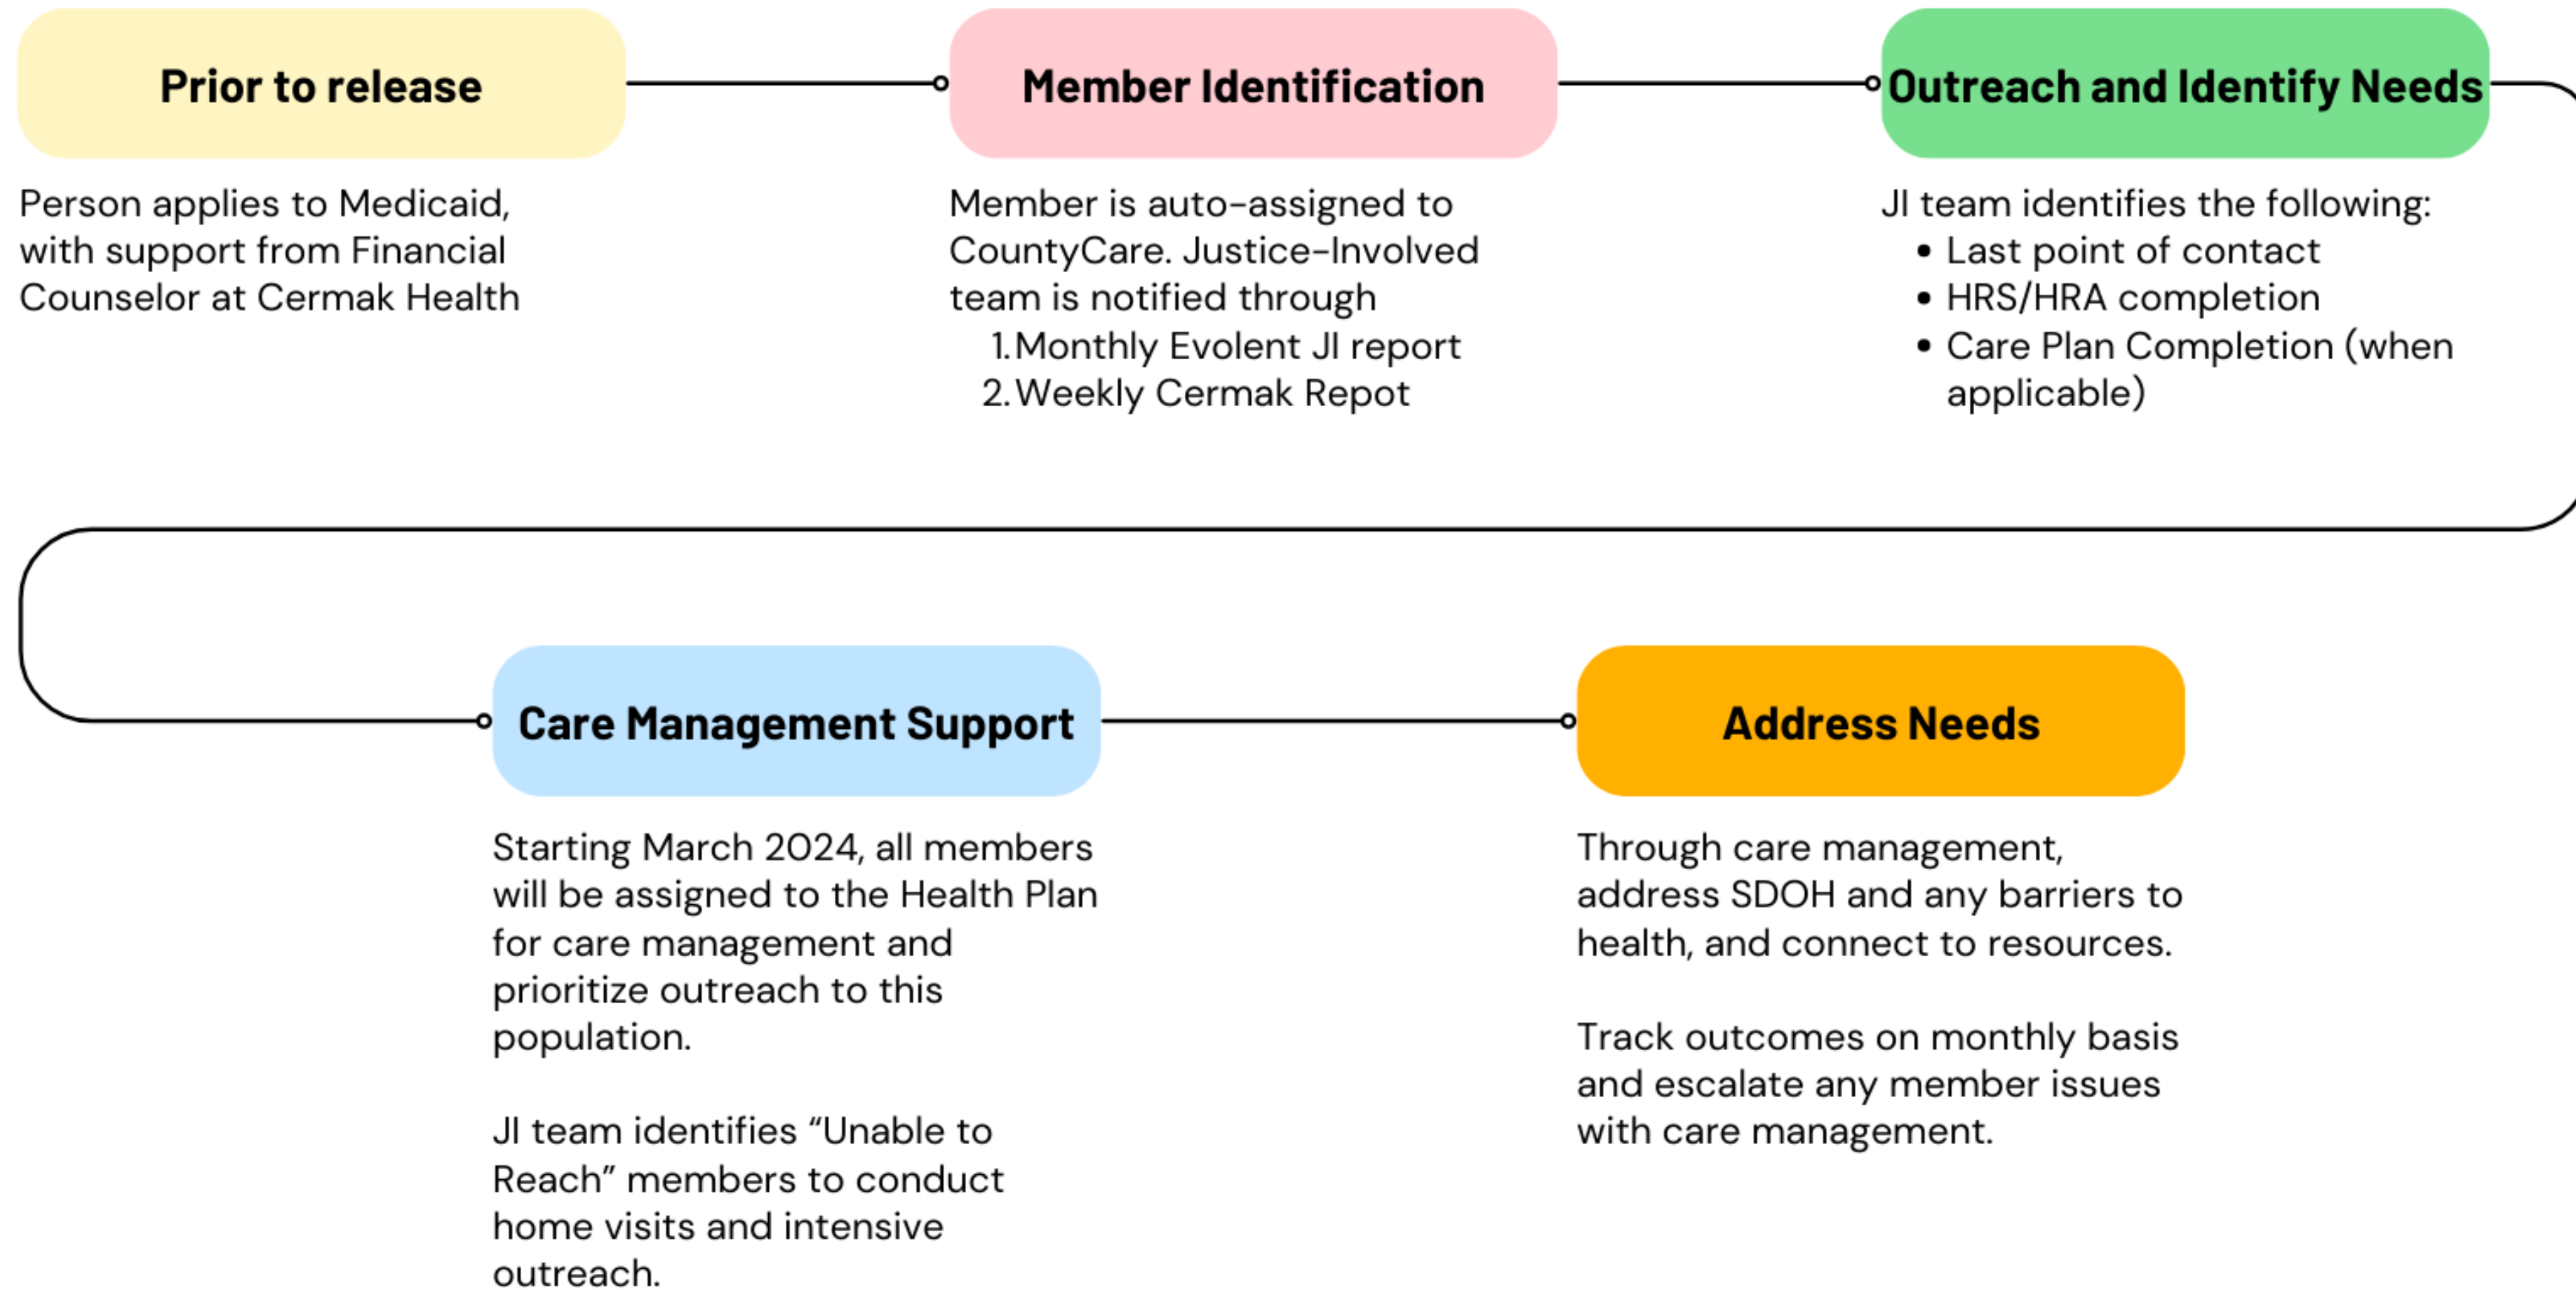 Prior to release
Person applies to Medicaid,
with support from Financial
Counselor at Cermak Health
Member Identification
Member is auto-assigned to
CountyCare. Justice-Involved
team is notified through
1. Monthly Evolent JI report
2. Weekly Cermak Repot
Outreach and Identify Needs
JI team identifies the following:
• Last point of contact
• HRS/HRA completion
• Care Plan Completion (when
applicable)
Care Management Support
Starting March 2024, all members
will be assigned to the Health Plan
for care management and
prioritize outreach to this
population.
JI team identifies “Unable to
Reach” members to conduct
home visits and intensive
outreach.
Address Needs
Through care management,
address SDOH and any barriers to
health, and connect to resources.
Track outcomes on monthly basis
and escalate any member issues
with care management.